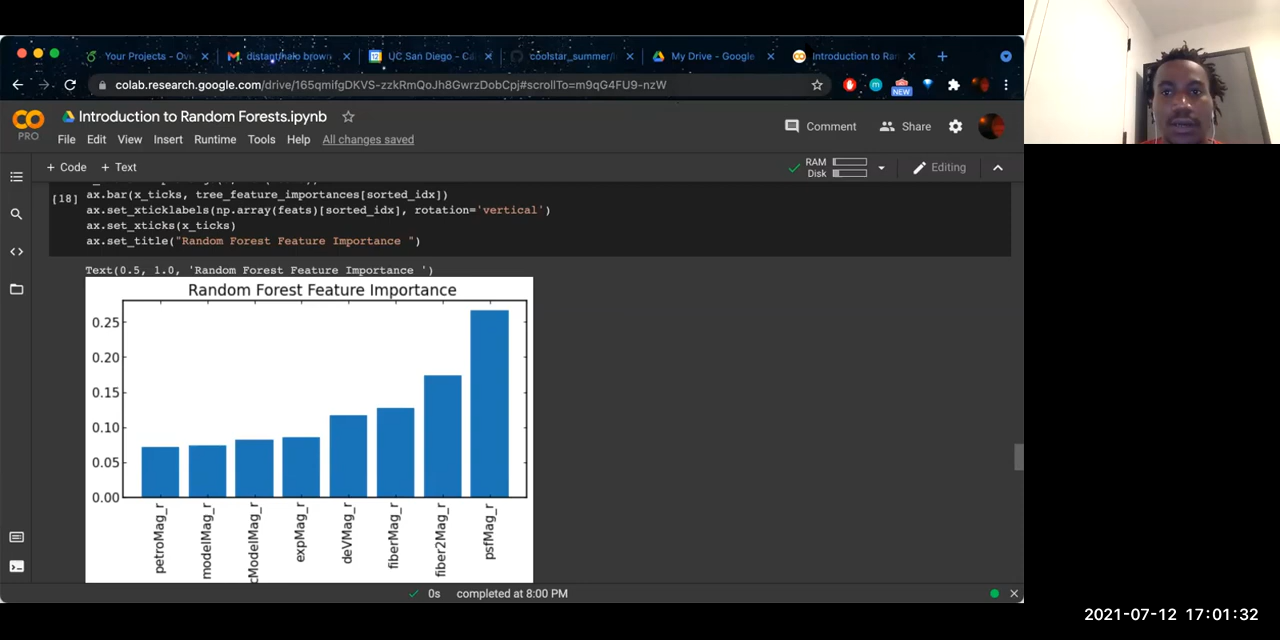 Your Projects - Ove
distantmao brown
UC San Diego - Ca
coolstar_summer/
My Drive - Google
Introduction to Ran
colab.research.google.com/drive/165qmifgDKVS-zzkRmQoJh8GwrzDobCpj#scrollTo=m9qG4FU9-nzW
NEW
CO
PRO
Introduction to Random Forests.ipynb
File Edit View Insert Runtime Tools Help All changes saved
Comment
Share
+ Code + Text
RAM
Disk
Editing
[18]
ax.bar(x_ticks, tree_feature_importances[sorted_idx])
ax.set_xticklabels(np.array(feats)[sorted_idx], rotation='vertical')
ax.set_xticks(x_ticks)
ax.set_title("Random Forest Feature Importance ")
Text(0.5, 1.0, 'Random Forest Feature Importance ')
Random Forest Feature Importance
0.25
0.20
0.15
0.10
0.05
0.00
petroMag_r
modelMag_r
cModelMag_r
expMag_r
deVMag_r
fiberMag_r
fiber2Mag_r
psfMag_r
0s completed at 8:00 PM
2021-07-12 17:01:32